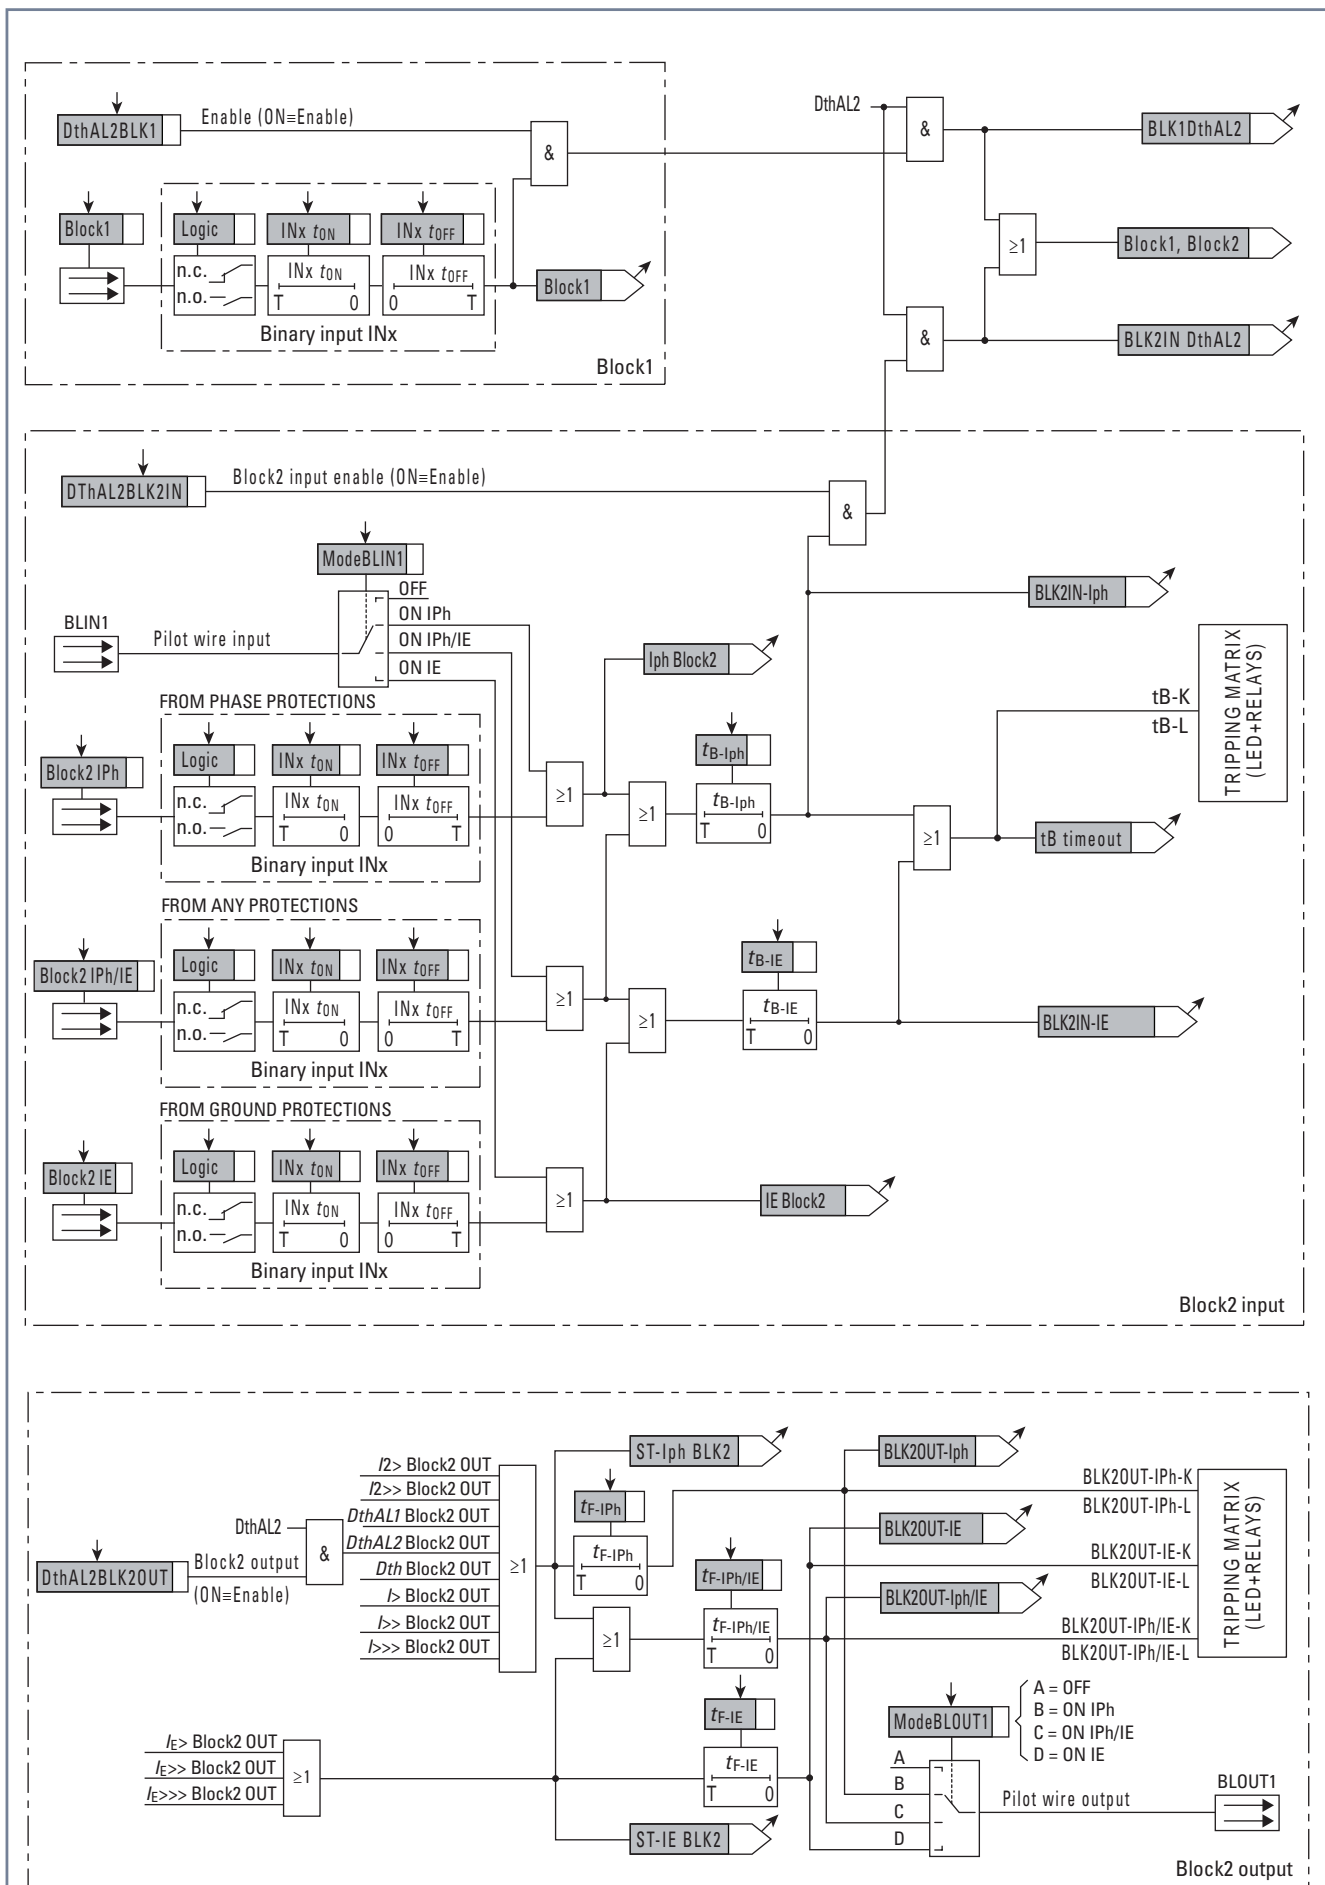 DthAL2BLK1
Enable (ON≡Enable)
&
Block1
Logic
INx tON
INx tOFF
n.c.
n.o.
INx tON
T 0
INx tOFF
0 T
Binary input INx
Block1
Block1
DthAL2
&
BLK1DthAL2
≥1
Block1, Block2
&
BLK2IN DthAL2
DThAL2BLK2IN
Block2 input enable (ON≡Enable)
&
ModeBLIN1
OFF
ON IPh
ON IPh/IE
ON IE
BLIN1
Pilot wire input
BLK2IN-Iph
Iph Block2
TRIPPING MATRIX
(LED+RELAYS)
tB-K
tB-L
FROM PHASE PROTECTIONS
Block2 IPh
Logic
INx tON
INx tOFF
n.c.
n.o.
INx tON
T 0
INx tOFF
0 T
Binary input INx
≥1
≥1
tB-Iph
tB-Iph
T 0
≥1
tB timeout
FROM ANY PROTECTIONS
Block2 IPh/IE
Logic
INx tON
INx tOFF
n.c.
n.o.
INx tON
T 0
INx tOFF
0 T
Binary input INx
≥1
≥1
tB-IE
tB-IE
T 0
BLK2IN-IE
FROM GROUND PROTECTIONS
Block2 IE
Logic
INx tON
INx tOFF
n.c.
n.o.
INx tON
T 0
INx tOFF
0 T
Binary input INx
≥1
IE Block2
Block2 input
I2> Block2 OUT
I2>> Block2 OUT
DthAL1 Block2 OUT
DthAL2 Block2 OUT
Dth Block2 OUT
I> Block2 OUT
I>> Block2 OUT
I>>> Block2 OUT
DthAL2
&
DthAL2BLK2OUT
Block2 output
(ON≡Enable)
≥1
ST-Iph BLK2
tF-IPh
tF-IPh
T 0
≥1
tF-IPh/IE
tF-IPh/IE
T 0
BLK2OUT-Iph
BLK2OUT-IE
BLK2OUT-Iph/IE
BLK2OUT-IPh-K
BLK2OUT-IPh-L
BLK2OUT-IE-K
BLK2OUT-IE-L
BLK2OUT-IPh/IE-K
BLK2OUT-IPh/IE-L
TRIPPING MATRIX
(LED+RELAYS)
IE> Block2 OUT
IE>> Block2 OUT
IE>>> Block2 OUT
≥1
tF-IE
tF-IE
T 0
ST-IE BLK2
ModeBLOUT1
A = OFF
B = ON IPh
C = ON IPh/IE
D = ON IE
A
B
C
D
Pilot wire output
BLOUT1
Block2 output